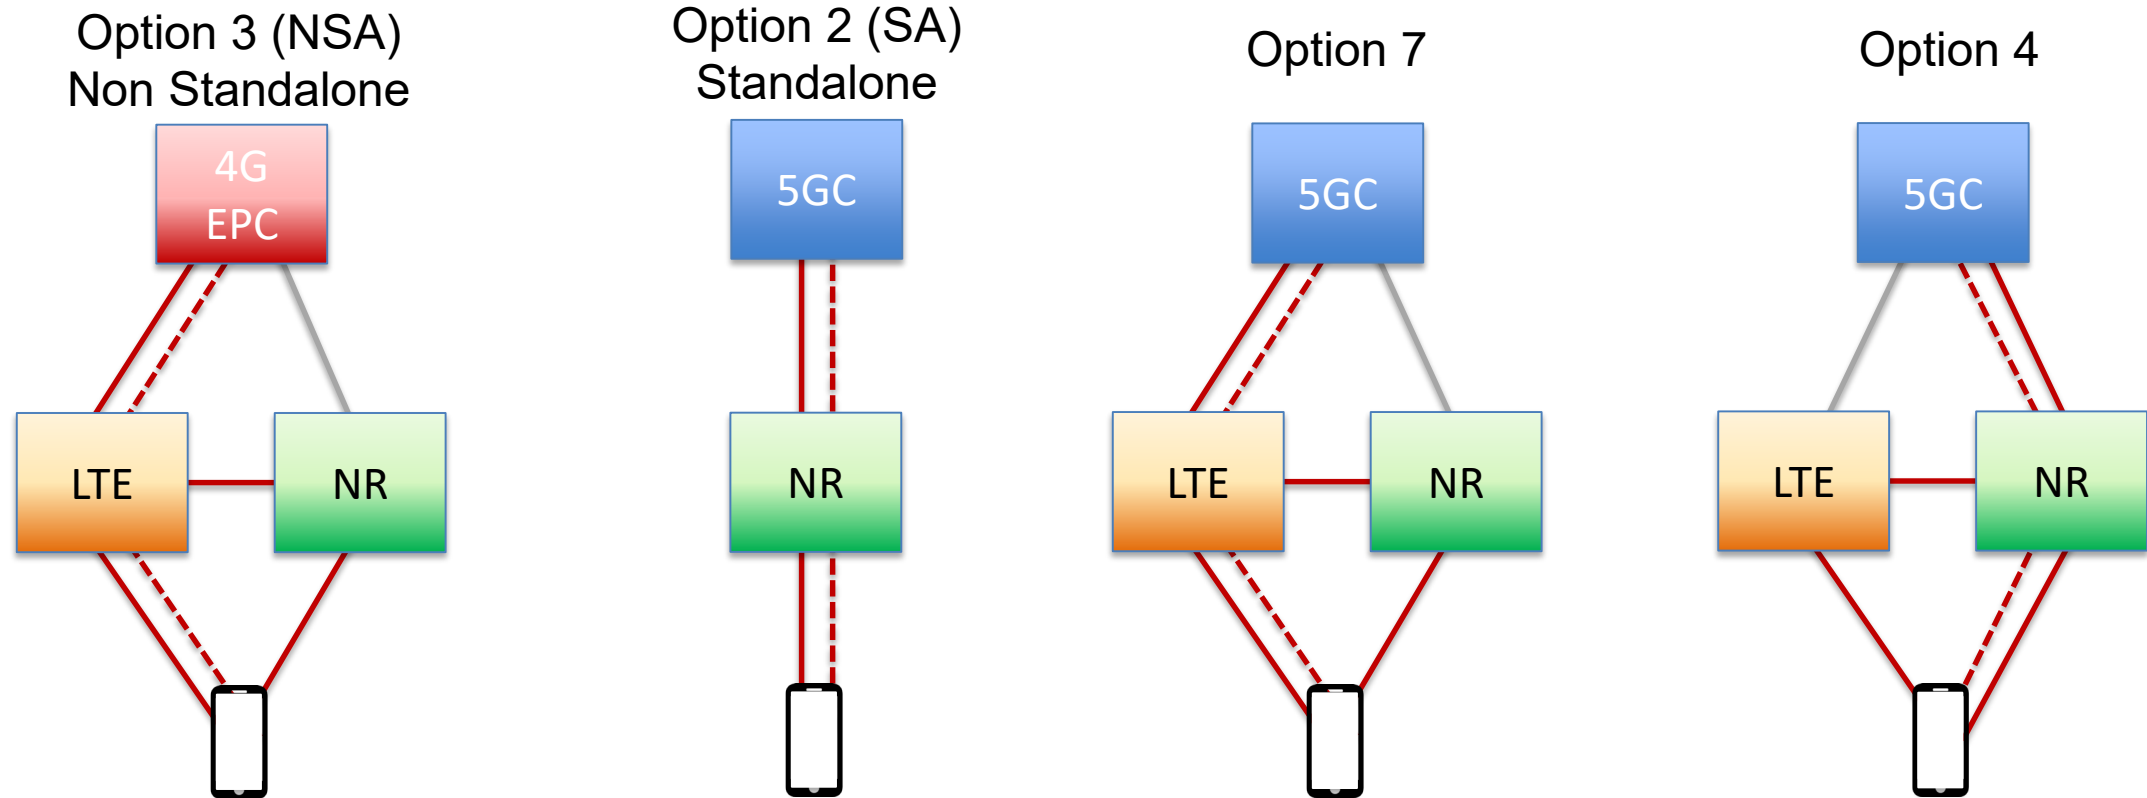 Option 3 (NSA)
Non Standalone
4G
EPC
LTE
NR
Option 2 (SA)
Standalone
5GC
NR
Option 7
5GC
LTE
NR
Option 4
5GC
LTE
NR